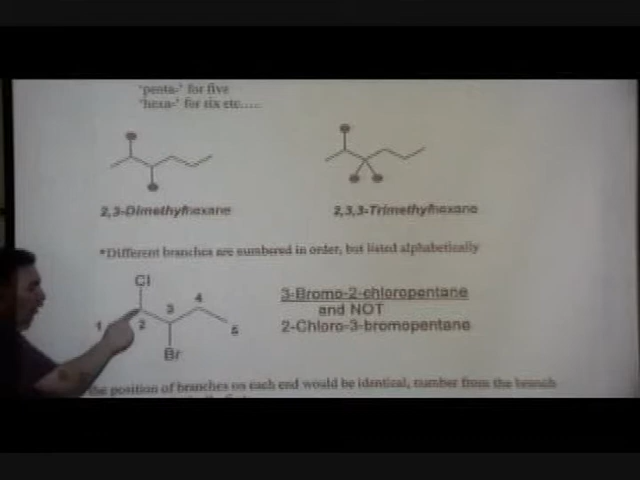 'penta-' for five
'hexa-' for six etc.....
2,3-Dimethylhexane
2,3,3-Trimethylhexane
*Different branches are numbered in order, but listed alphabetically
Cl
1
2
3
4
5
Br
3-Bromo-2-chloropentane
and NOT
2-Chloro-3-bromopentane
the position of branches on each end would be identical, number from the branch